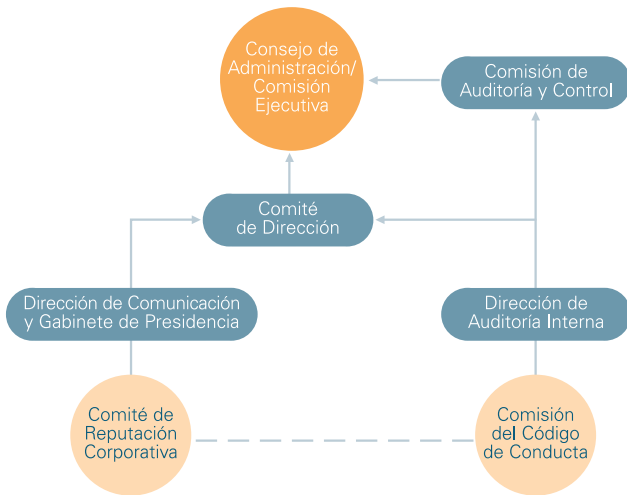 Consejo de
Administración/
Comisión
Ejecutiva
Comisión de
Auditoría y Control
Comité
de Dirección
Dirección de Comunicación
y Gabinete de Presidencia
Dirección de
Auditoría Interna
Comité de
Reputación
Corporativa
Comisión
del Código
de Conducta